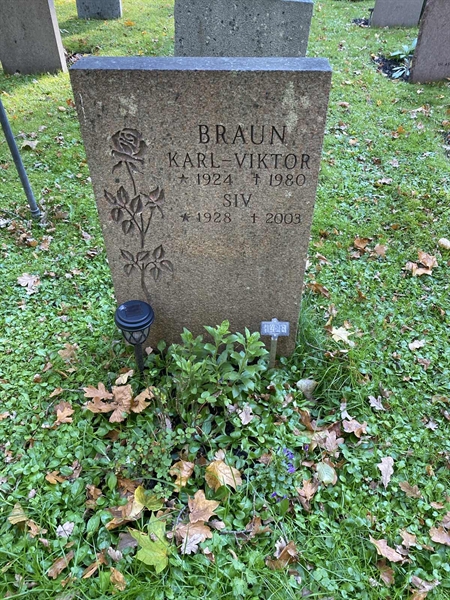 BRAUN
KARL-VIKTOR
* 1924 † 1980
SIV
* 1928 † 2003